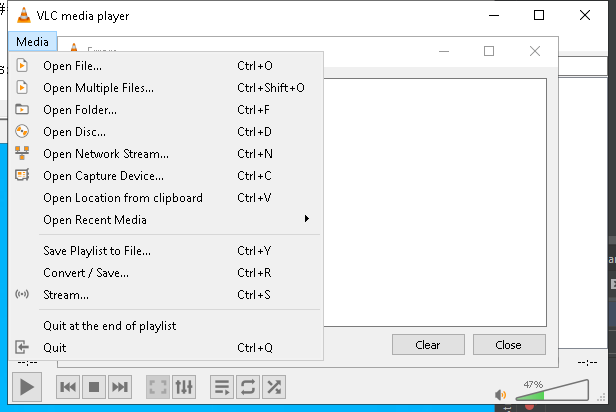 VLC media player
Media
Open File... Ctrl+O
Open Multiple Files... Ctrl+Shift+O
Open Folder... Ctrl+F
Open Disc... Ctrl+D
Open Network Stream... Ctrl+N
Open Capture Device... Ctrl+C
Open Location from clipboard Ctrl+V
Open Recent Media
Save Playlist to File... Ctrl+Y
Convert / Save... Ctrl+R
Stream... Ctrl+S
Quit at the end of playlist
Quit Ctrl+Q
Clear Close
--:-- --:--
47%